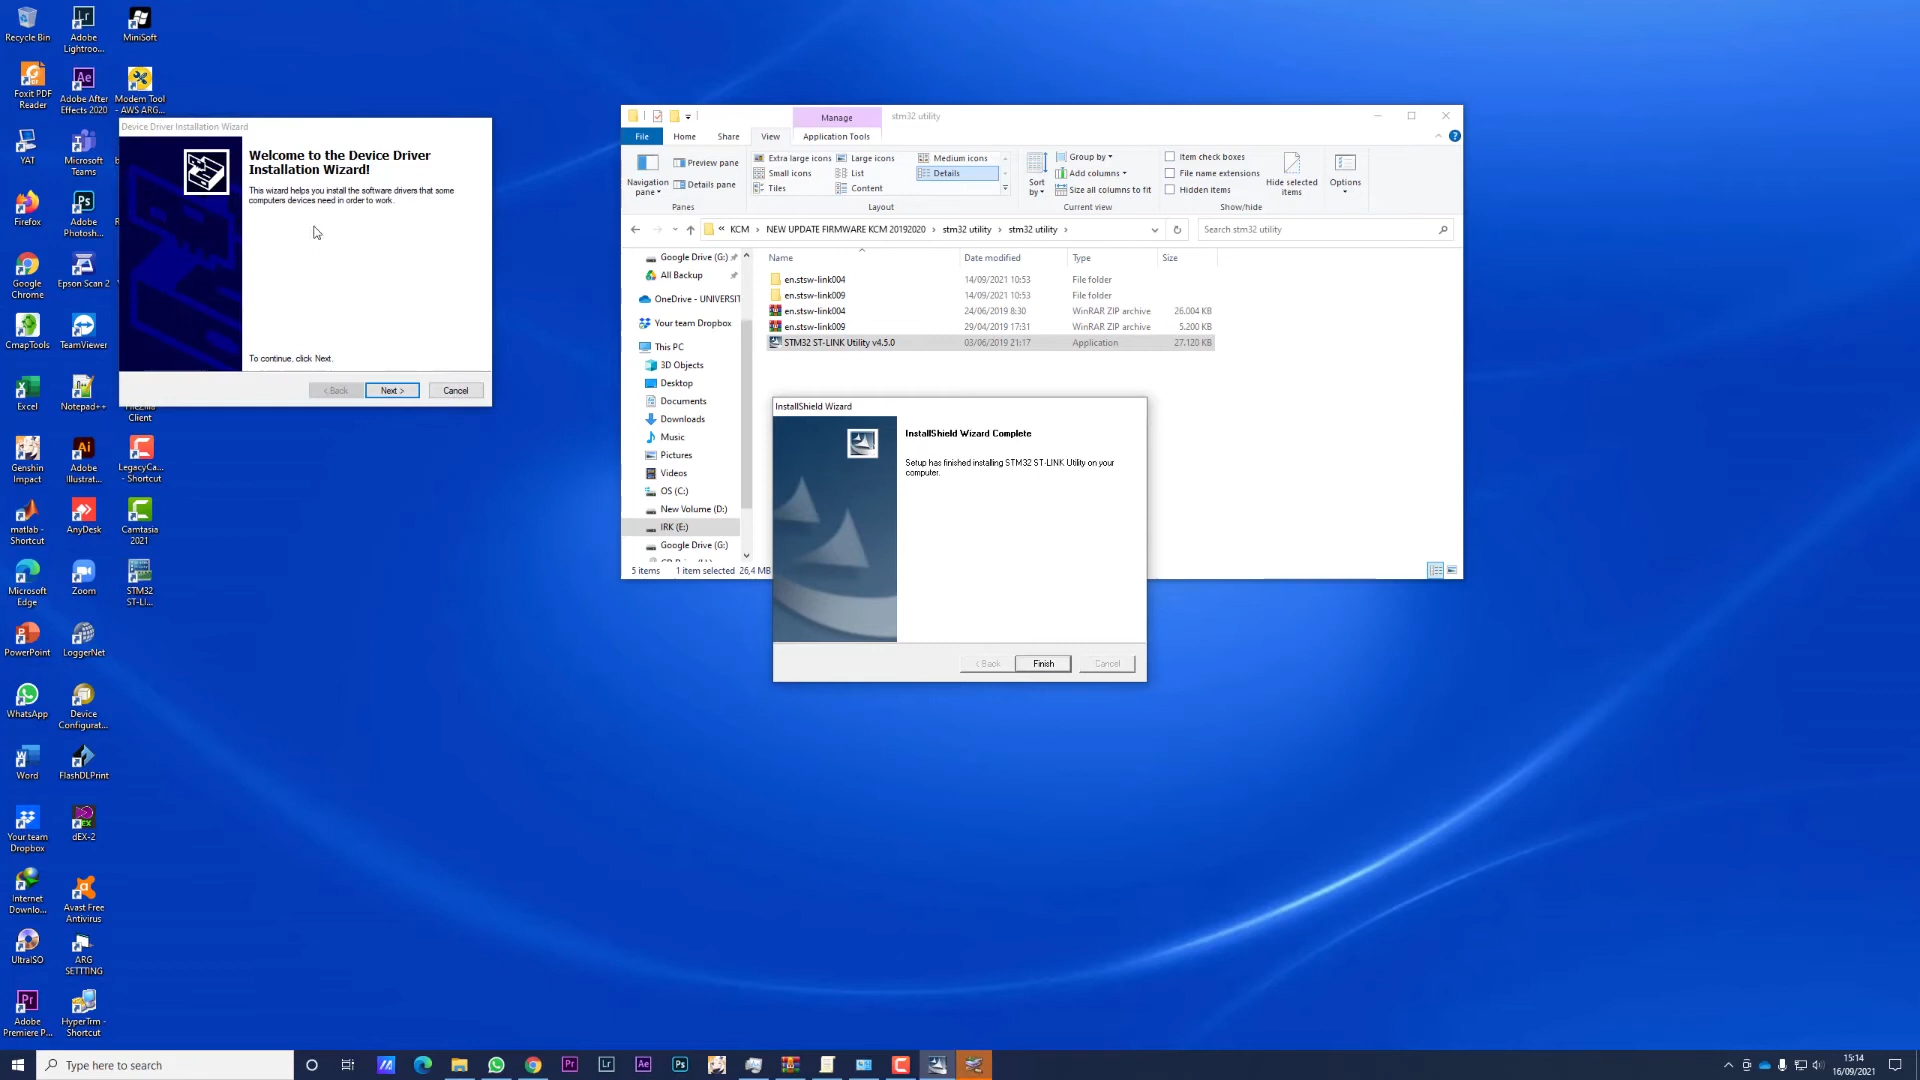 Recycle Bin
Adobe
Lightroo...
MiniSoft
Foxit PDF
Reader
Adobe After
Effects 2020
Modem Tool
- AWS ARG...
YAT
Microsoft
Teams
Firefox
Adobe
Photosh...
Google
Chrome
Epson Scan 2
CmapTools
TeamViewer
Excel
Notepad++
FileZilla
Client
Genshin
Impact
Adobe
Illustrat...
LegacyCa...
- Shortcut
matlab -
Shortcut
AnyDesk
Camtasia
2021
Microsoft
Edge
Zoom
STM32
ST-LI...
PowerPoint
LoggerNet
WhatsApp
Device
Configurat...
Word
FlashDLPrint
Your team
Dropbox
dEX-2
Internet
Downlo...
Avast Free
Antivirus
UltraISO
ARG
SETTTING
Adobe
Premiere P...
HyperTrm -
Shortcut
Device Driver Installation Wizard
Welcome to the Device Driver
Installation Wizard!
This wizard helps you install the software drivers that some
computers devices need in order to work.
To continue, click Next.
< Back
Next >
Cancel
Manage
stm32 utility
File
Home
Share
View
Application Tools
Navigation
pane
Preview pane
Details pane
Panes
Extra large icons
Large icons
Medium icons
Small icons
List
Details
Tiles
Content
Layout
Sort
by
Group by
Add columns
Size all columns to fit
Current view
Item check boxes
File name extensions
Hidden items
Hide selected
items
Show/hide
Options
« KCM > NEW UPDATE FIRMWARE KCM 20192020 > stm32 utility > stm32 utility >
Search stm32 utility
Google Drive (G:)
All Backup
OneDrive - UNIVERSIT
Your team Dropbox
This PC
3D Objects
Desktop
Documents
Downloads
Music
Pictures
Videos
OS (C:)
New Volume (D:)
IRK (E:)
Google Drive (G:)
Name Date modified Type Size
en.stsw-link004 14/09/2021 10:53 File folder
en.stsw-link009 14/09/2021 10:53 File folder
en.stsw-link004 24/06/2019 8:30 WinRAR ZIP archive 26.004 KB
en.stsw-link009 29/04/2019 17:31 WinRAR ZIP archive 5.200 KB
STM32 ST-LINK Utility v4.5.0 03/06/2019 21:17 Application 27.120 KB
5 items 1 item selected 26,4 MB
InstallShield Wizard
InstallShield Wizard Complete
Setup has finished installing STM32 ST-LINK Utility on your
computer.
< Back
Finish
Cancel
Type here to search
15:14
16/09/2021